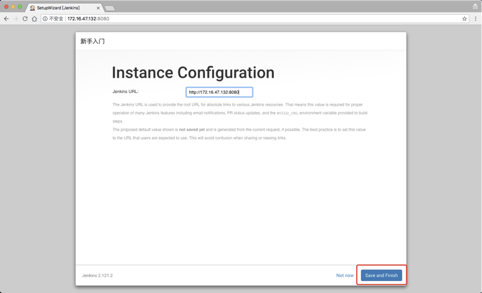 SetupWizard [Jenkins]
不安全 | 172.16.47.132:8080
新手入门
Instance Configuration
Jenkins URL: http://172.16.47.132:8080
The Jenkins URL is used to provide the root URL for absolute links to various Jenkins resources. That means this value is required for proper
operation of many Jenkins features including email notifications, PR status updates, and the BUILD_URL environment variable provided to build
steps.
The proposed default value shown is not saved yet and is generated from the current request, if possible. The best practice is to set this value
to the URL that users are expected to use. This will avoid confusion when sharing or viewing links.
Jenkins 2.121.2 Not now Save and Finish